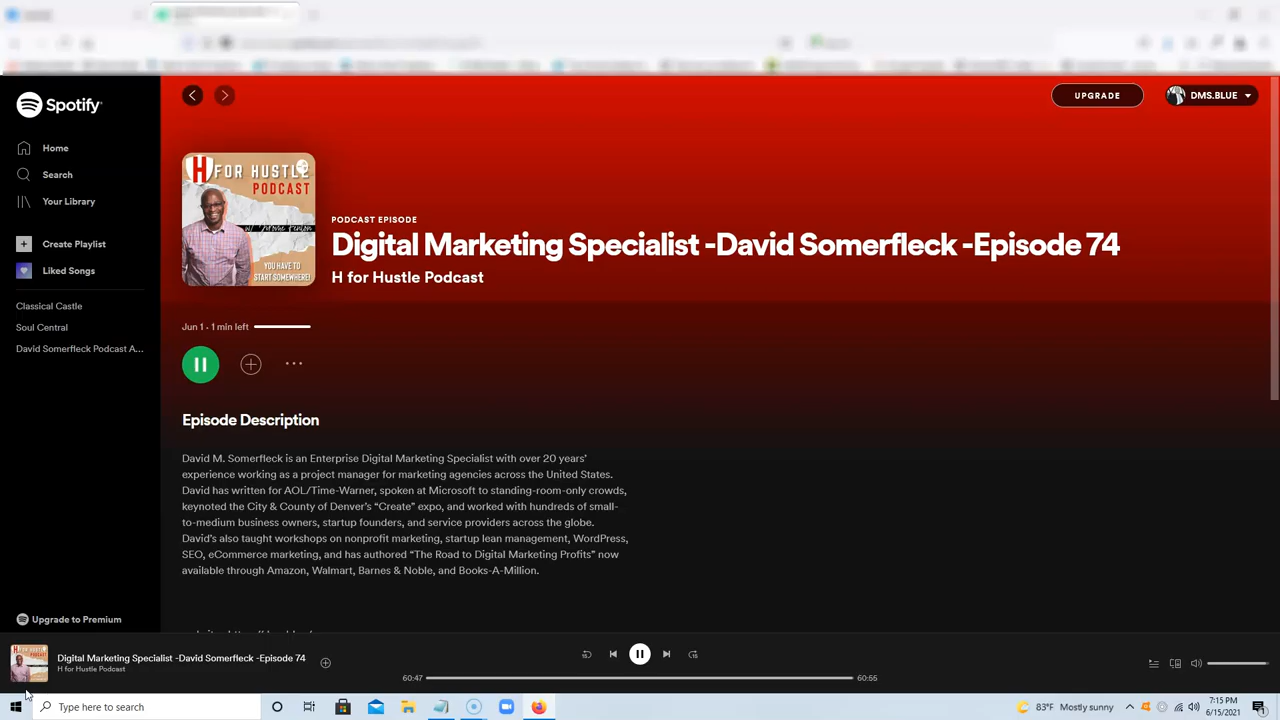 Spotify
Home
Search
Your Library
Create Playlist
Liked Songs
Classical Castle
Soul Central
David Somerfleck Podcast A...
Upgrade to Premium
UPGRADE
DMS.BLUE
H FOR HUSTLE
PODCAST
YOU HAVE TO
START SOMEWHERE!
PODCAST EPISODE
Digital Marketing Specialist -David Somerfleck -Episode 74
H for Hustle Podcast
Jun 1 · 1 min left
Episode Description
David M. Somerfleck is an Enterprise Digital Marketing Specialist with over 20 years'
experience working as a project manager for marketing agencies across the United States.
David has written for AOL/Time-Warner, spoken at Microsoft to standing-room-only crowds,
keynoted the City & County of Denver's “Create” expo, and worked with hundreds of small-
to-medium business owners, startup founders, and service providers across the globe.
David's also taught workshops on nonprofit marketing, startup lean management, WordPress,
SEO, eCommerce marketing, and has authored “The Road to Digital Marketing Profits” now
available through Amazon, Walmart, Barnes & Noble, and Books-A-Million.
Digital Marketing Specialist -David Somerfleck -Episode 74
H for Hustle Podcast
15
15
60:47
60:55
Type here to search
83°F Mostly sunny
7:15 PM
6/15/2021
1